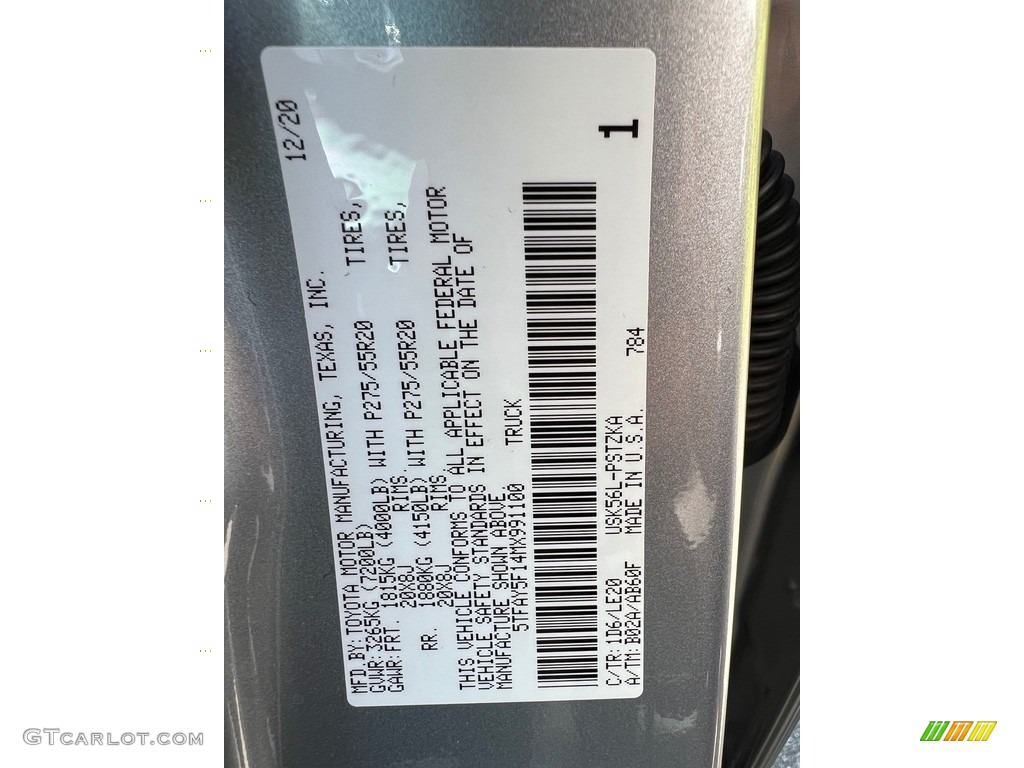 12/20
MFD BY: TOYOTA MOTOR MANUFACTURING, TEXAS, INC.
GVWR: 3265KG (7200LB)
GAWR: FRT. 1815KG (4000LB) WITH P275/55R20 TIRES,
20X8J RIMS
RR. 1880KG (4150LB) WITH P275/55R20 TIRES,
20X8J RIMS
THIS VEHICLE CONFORMS TO ALL APPLICABLE FEDERAL MOTOR
VEHICLE SAFETY STANDARDS IN EFFECT ON THE DATE OF
MANUFACTURE SHOWN ABOVE.
5TFAY5F14MX991100 TRUCK
1
C/TR: 1D6/LE20 USK56L-PSTZKA 784
A/TM: B02A/AB60F MADE IN U.S.A.
GTCARLOT.COM